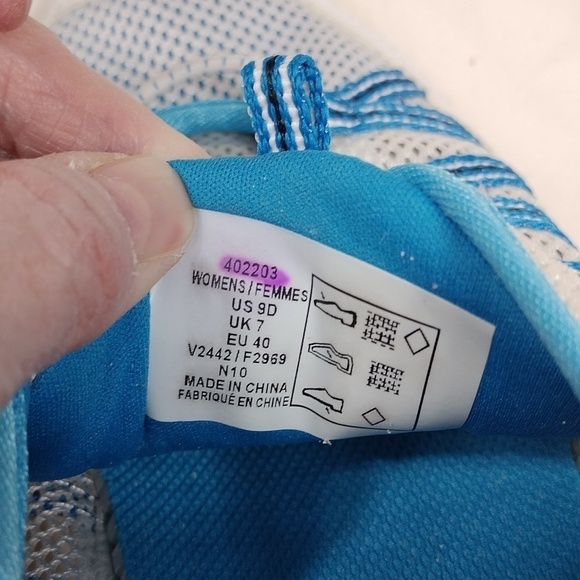 402203
WOMENS/FEMMES
US 9D
UK 7
EU 40
V2442/F2969
N10
MADE IN CHINA
FABRIQUÉ EN CHINE